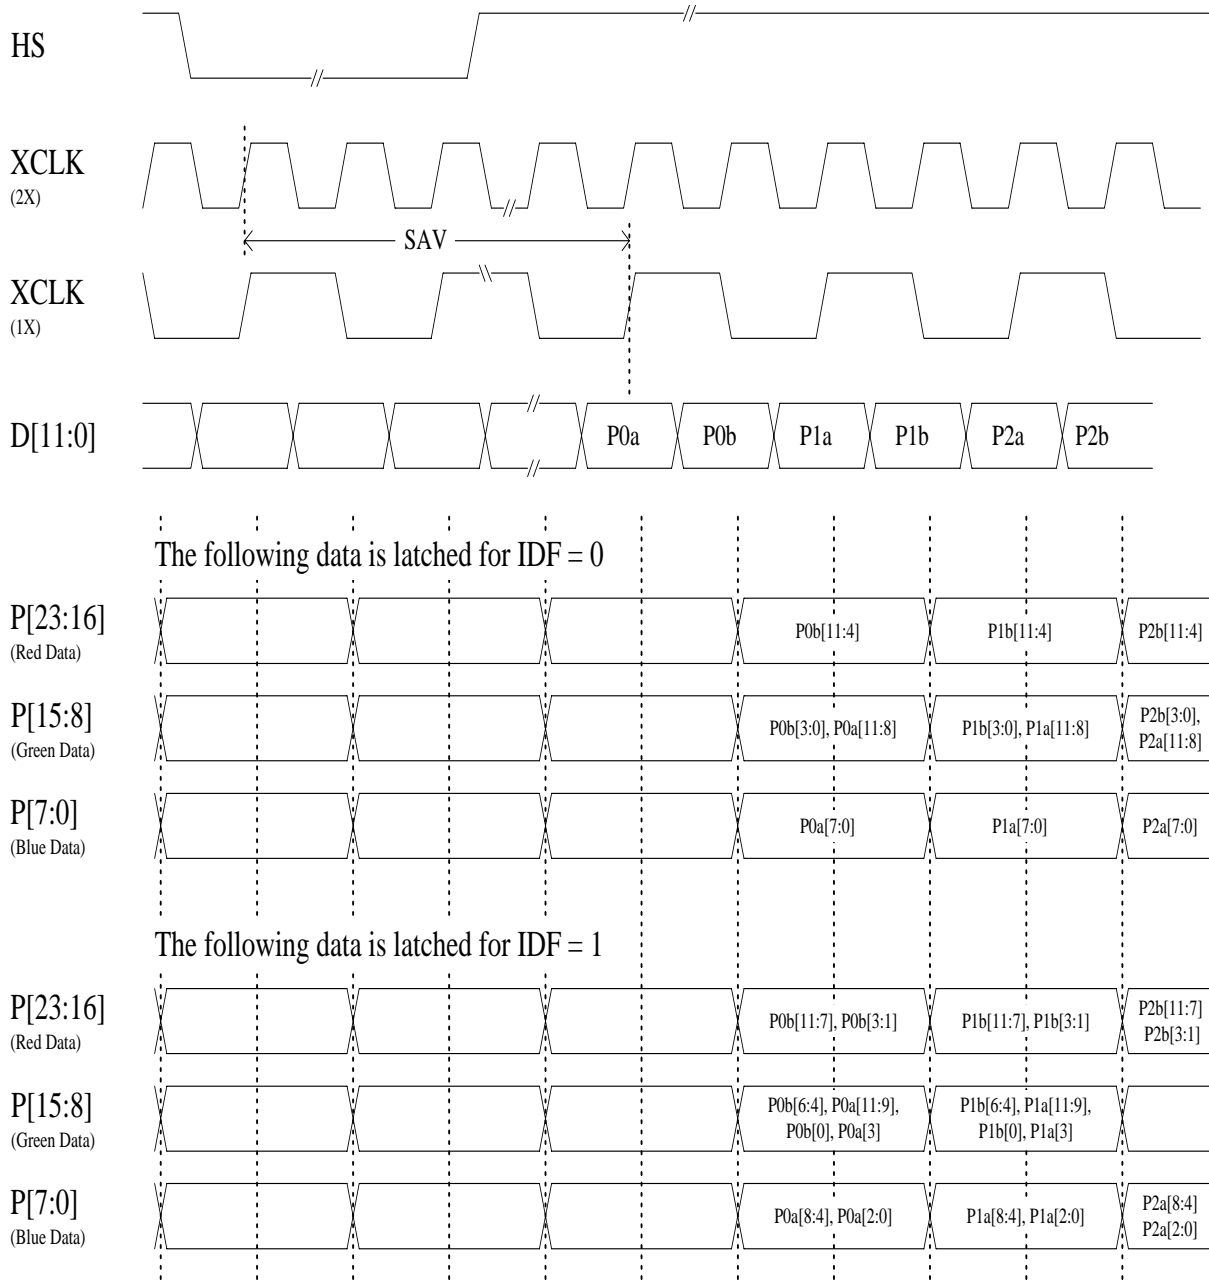 HS
XCLK
(2X)
SAV
XCLK
(1X)
D[11:0] P0a P0b P1a P1b P2a P2b
The following data is latched for IDF = 0
P[23:16]
(Red Data)
P0b[11:4] P1b[11:4] P2b[11:4]
P[15:8]
(Green Data)
P0b[3:0], P0a[11:8] P1b[3:0], P1a[11:8] P2b[3:0],
P2a[11:8]
P[7:0]
(Blue Data)
P0a[7:0] P1a[7:0] P2a[7:0]
The following data is latched for IDF = 1
P[23:16]
(Red Data)
P0b[11:7], P0b[3:1] P1b[11:7], P1b[3:1] P2b[11:7]
P2b[3:1]
P[15:8]
(Green Data)
P0b[6:4], P0a[11:9], P1b[6:4], P1a[11:9],
P0b[0], P0a[3] P1b[0], P1a[3]
P[7:0]
(Blue Data)
P0a[8:4], P0a[2:0] P1a[8:4], P1a[2:0] P2a[8:4]
P2a[2:0]